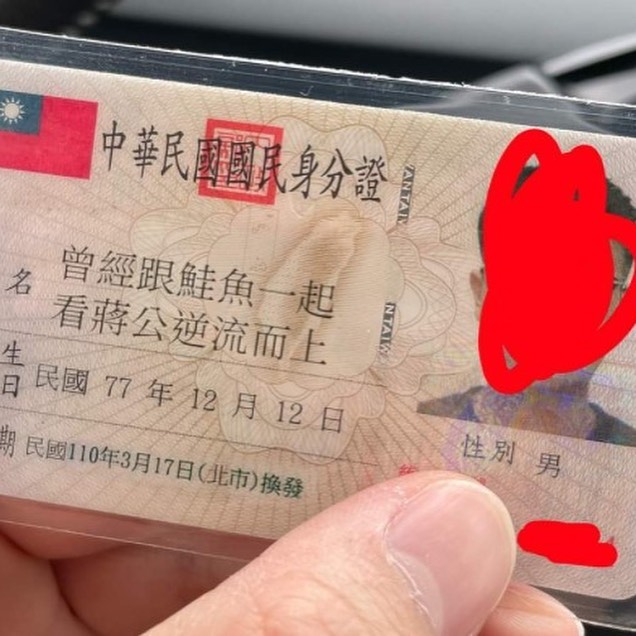 中華民國國民身分證
名 曾經跟鮭魚一起
看蔣公逆流而上
生
日 民國 77 年 12 月 12 日
期 民國110年3月17日(北市)換發
性別 男